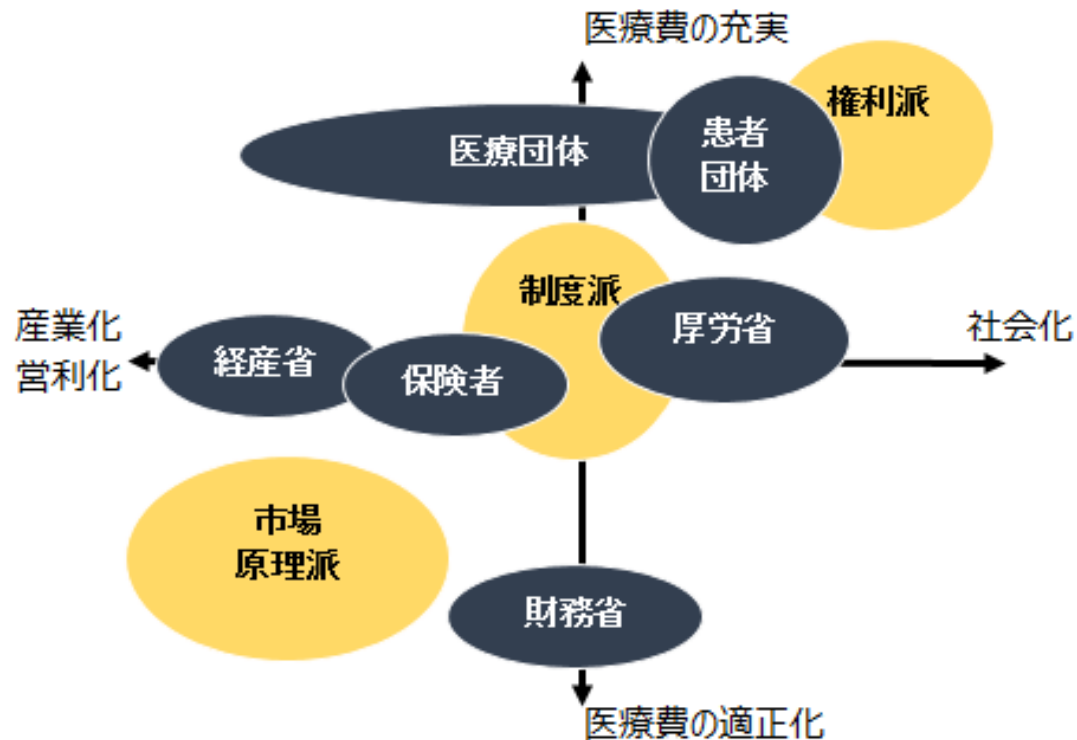 医療費の充実
権利派
患者
団体
医療団体
制度派
厚労省
産業化
営利化
社会化
経産省
保険者
市場
原理派
財務省
医療費の適正化